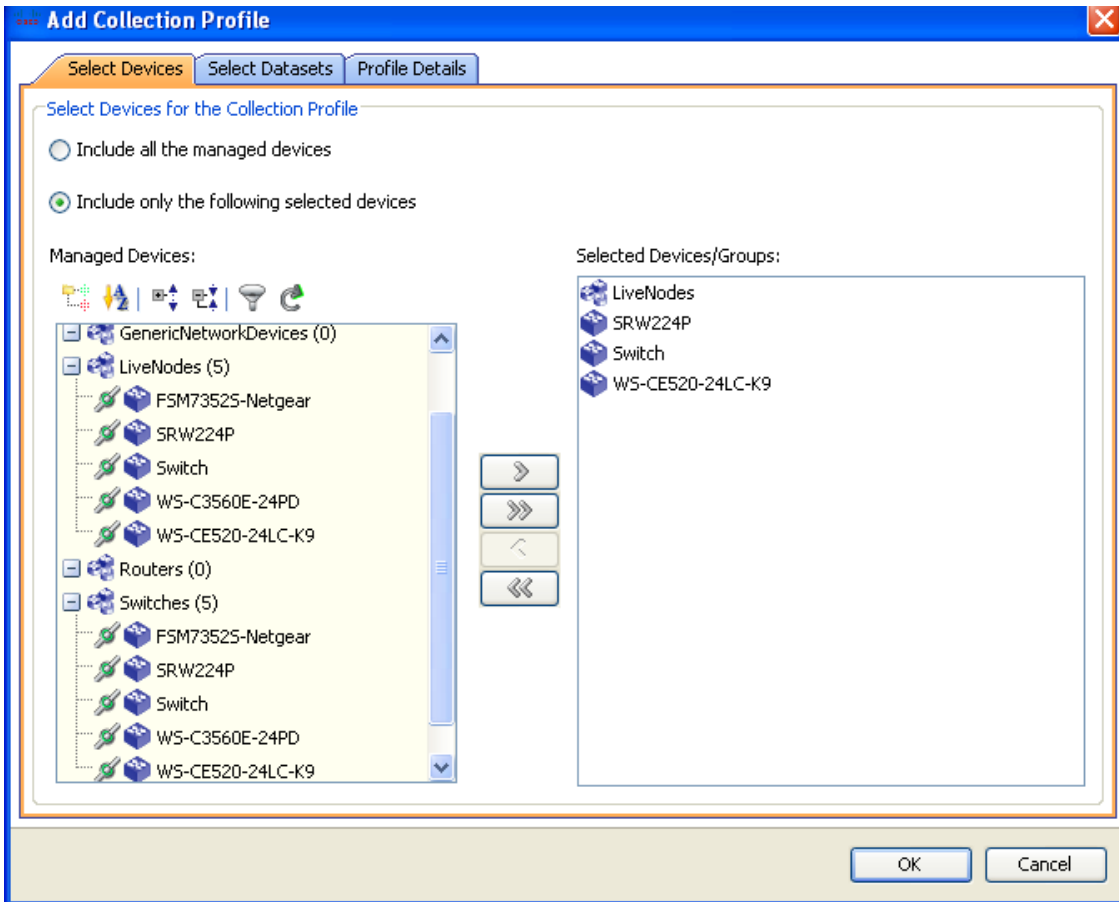 Add Collection Profile
Select Devices Select Datasets Profile Details
Select Devices for the Collection Profile
Include all the managed devices
Include only the following selected devices
Managed Devices:
GenericNetworkDevices (0)
LiveNodes (5)
FSM7352S-Netgear
SRW224P
Switch
WS-C3560E-24PD
WS-CE520-24LC-K9
Routers (0)
Switches (5)
FSM7352S-Netgear
SRW224P
Switch
WS-C3560E-24PD
WS-CE520-24LC-K9
Selected Devices/Groups:
LiveNodes
SRW224P
Switch
WS-CE520-24LC-K9
OK Cancel